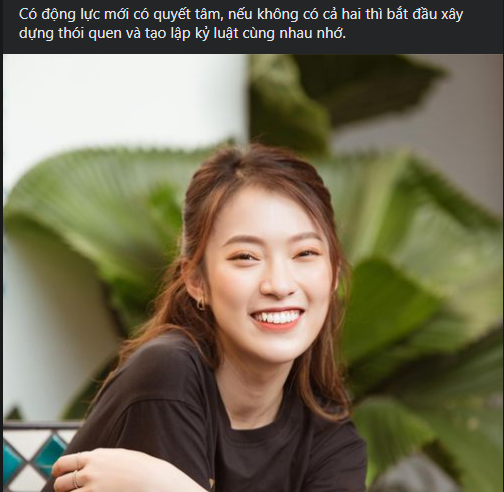 Có động lực mới có quyết tâm, nếu không có cả hai thì bắt đầu xây
dựng thói quen và tạo lập kỷ luật cùng nhau nhớ.